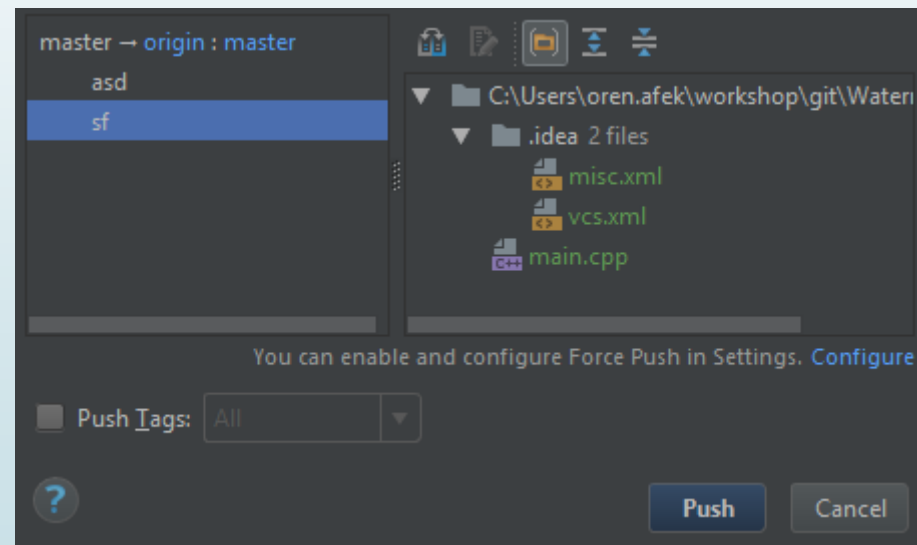 master → origin : master
asd
sf
C:\Users\oren.afek\workshop\git\Water
.idea 2 files
misc.xml
vcs.xml
C++ main.cpp
You can enable and configure Force Push in Settings. Configure
Push Tags: All
?
Push Cancel